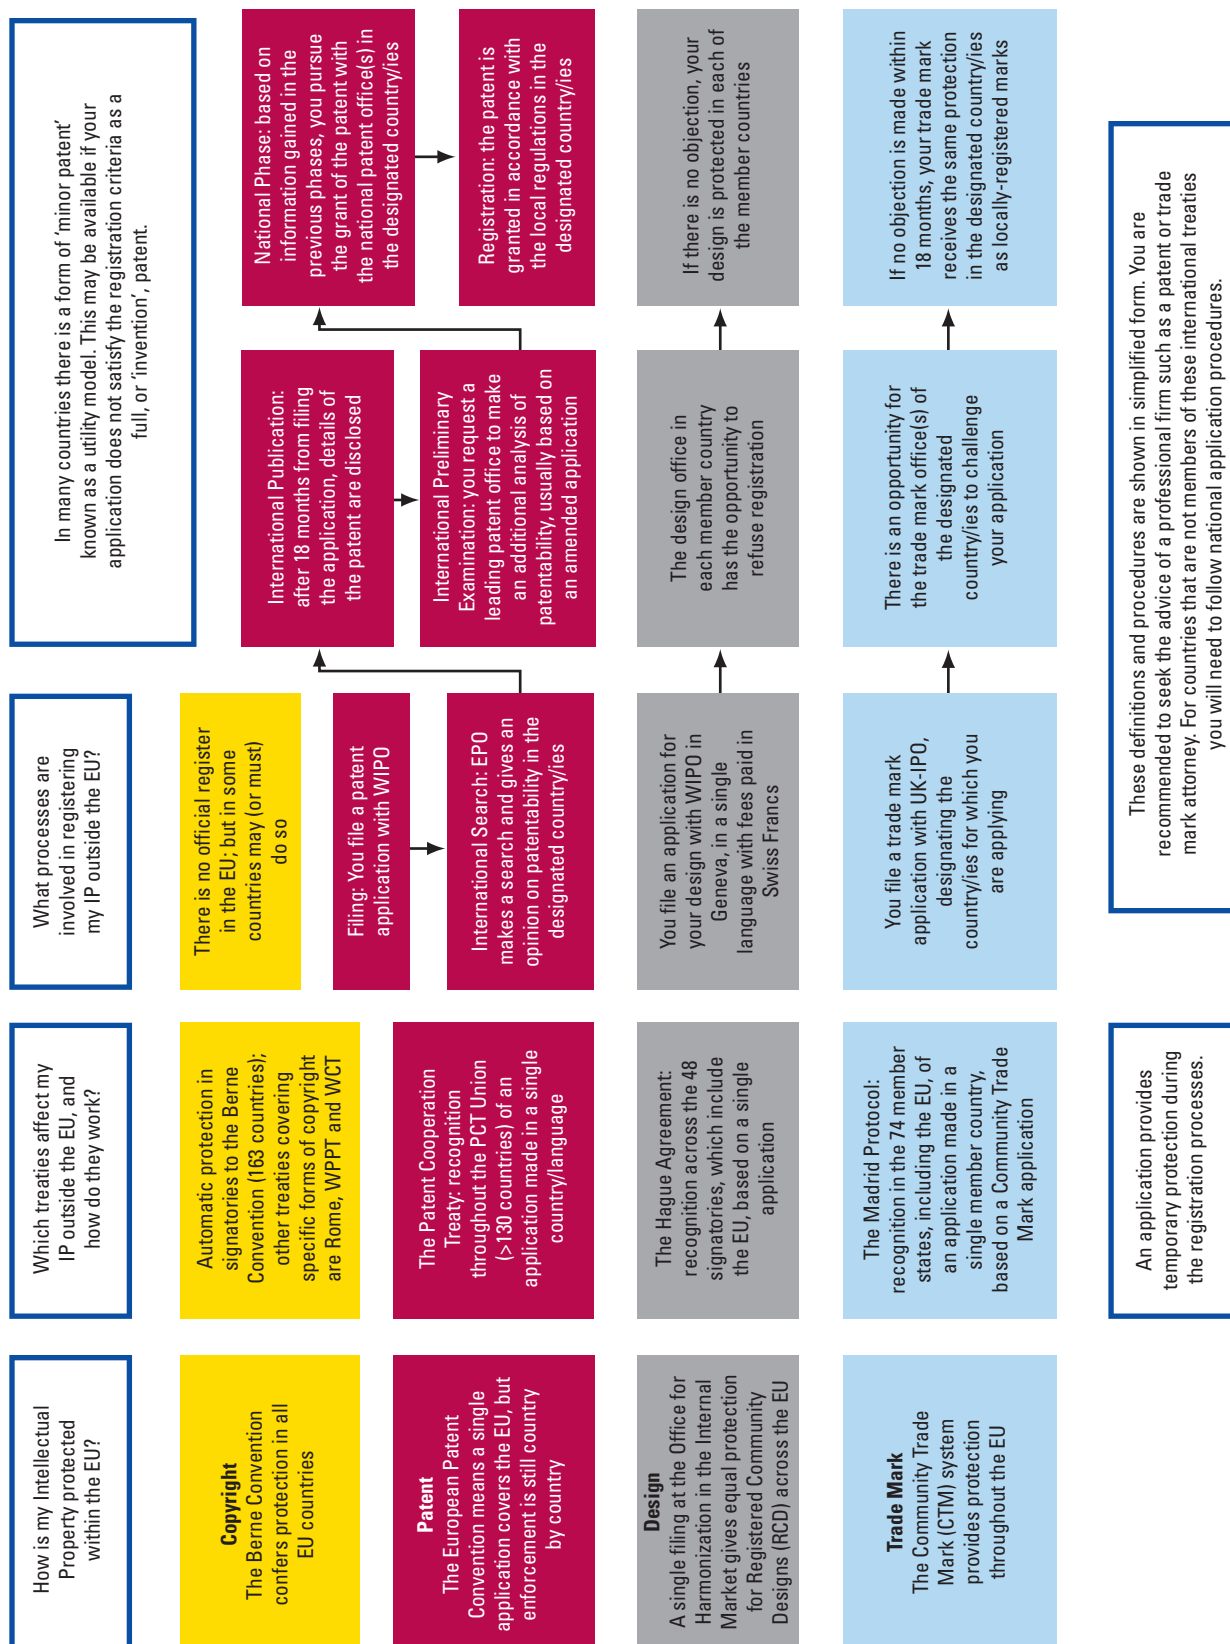 How is my Intellectual
Property protected
within the EU?
Which treaties affect my
IP outside the EU, and
how do they work?
What processes are
involved in registering
my IP outside the EU?
In many countries there is a form of ‘minor patent’
known as a utility model. This may be available if your
application does not satisfy the registration criteria as a
full, or ‘invention’, patent.
Copyright
The Berne Convention
confers protection in all
EU countries
Automatic protection in
signatories to the Berne
Convention (163 countries);
other treaties covering
specific forms of copyright
are Rome, WPPT and WCT
There is no official register
in the EU; but in some
countries may (or must)
do so
Patent
The European Patent
Convention means a single
application covers the EU, but
enforcement is still country
by country
The Patent Cooperation
Treaty: recognition
throughout the PCT Union
(>130 countries) of an
application made in a single
country/language
Filing: You file a patent
application with WIPO
International Search: EPO
makes a search and gives an
opinion on patentability in the
designated country/ies
International Publication:
after 18 months from filing
the application, details of
the patent are disclosed
International Preliminary
Examination: you request a
leading patent office to make
an additional analysis of
patentability, usually based on
an amended application
National Phase: based on
information gained in the
previous phases, you pursue
the grant of the patent with
the national patent office(s) in
the designated country/ies
Registration: the patent is
granted in accordance with
the local regulations in the
designated country/ies
Design
A single filing at the Office for
Harmonization in the Internal
Market gives equal protection
for Registered Community
Designs (RCD) across the EU
The Hague Agreement:
recognition across the 48
signatories, which include
the EU, based on a single
application
You file an application for
your design with WIPO in
Geneva, in a single
language with fees paid in
Swiss Francs
The design office in
each member country
has the opportunity to
refuse registration
If there is no objection, your
design is protected in each of
the member countries
Trade Mark
The Community Trade
Mark (CTM) system
provides protection
throughout the EU
The Madrid Protocol:
recognition in the 74 member
states, including the EU, of
an application made in a
single member country,
based on a Community Trade
Mark application
You file a trade mark
application with UK-IPO,
designating the
country/ies for which you
are applying
There is an opportunity for
the trade mark office(s) of
the designated
country/ies to challenge
your application
If no objection is made within
18 months, your trade mark
receives the same protection
in the designated country/ies
as locally-registered marks
An application provides
temporary protection during
the registration processes.
These definitions and procedures are shown in simplified form. You are
recommended to seek the advice of a professional firm such as a patent or trade
mark attorney. For countries that are not members of these international treaties
you will need to follow national application procedures.